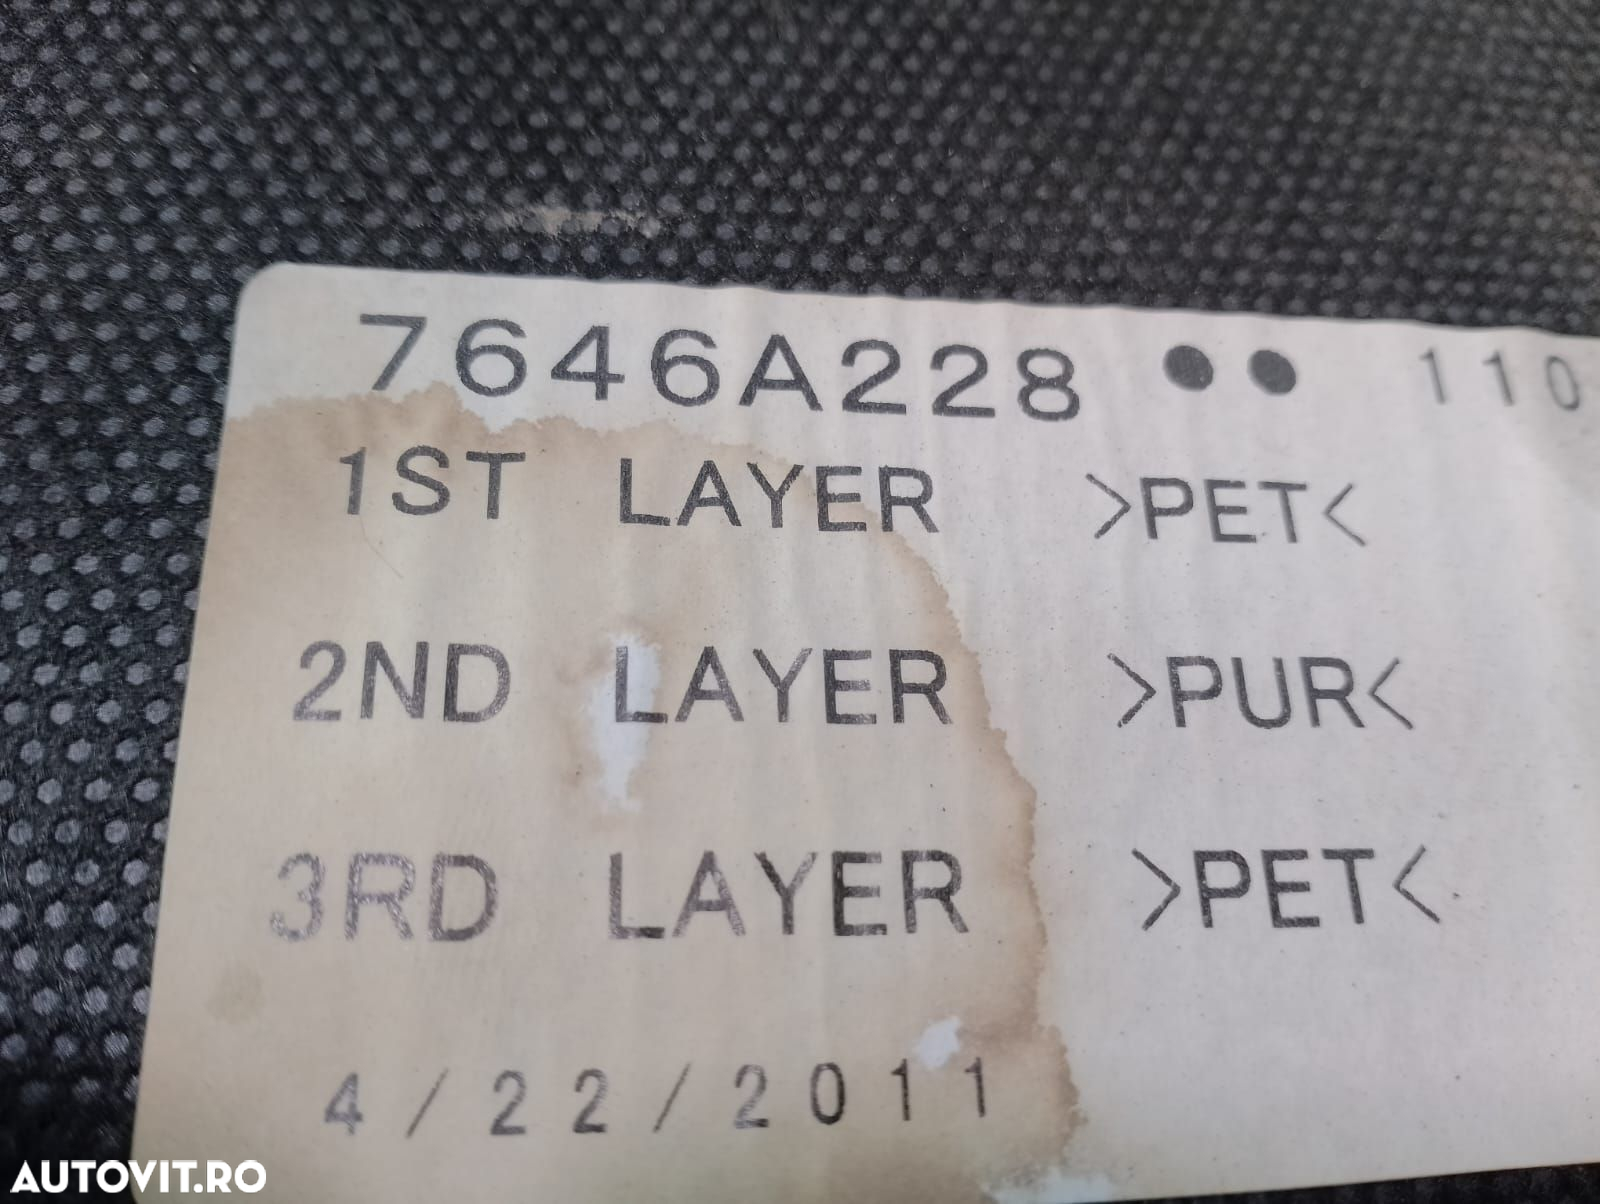 7646A228 ●● 110
1ST LAYER >PET<
2ND LAYER >PUR<
3RD LAYER >PET<
4/22/2011
AUTOVIT.RO